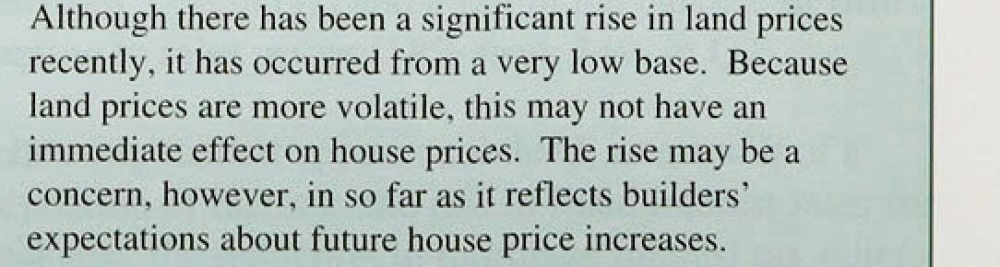 Although there has been a significant rise in land prices
recently, it has occurred from a very low base.  Because
land prices are more volatile, this may not have an
immediate effect on house prices.  The rise may be a
concern, however, in so far as it reflects builders’
expectations about future house price increases.